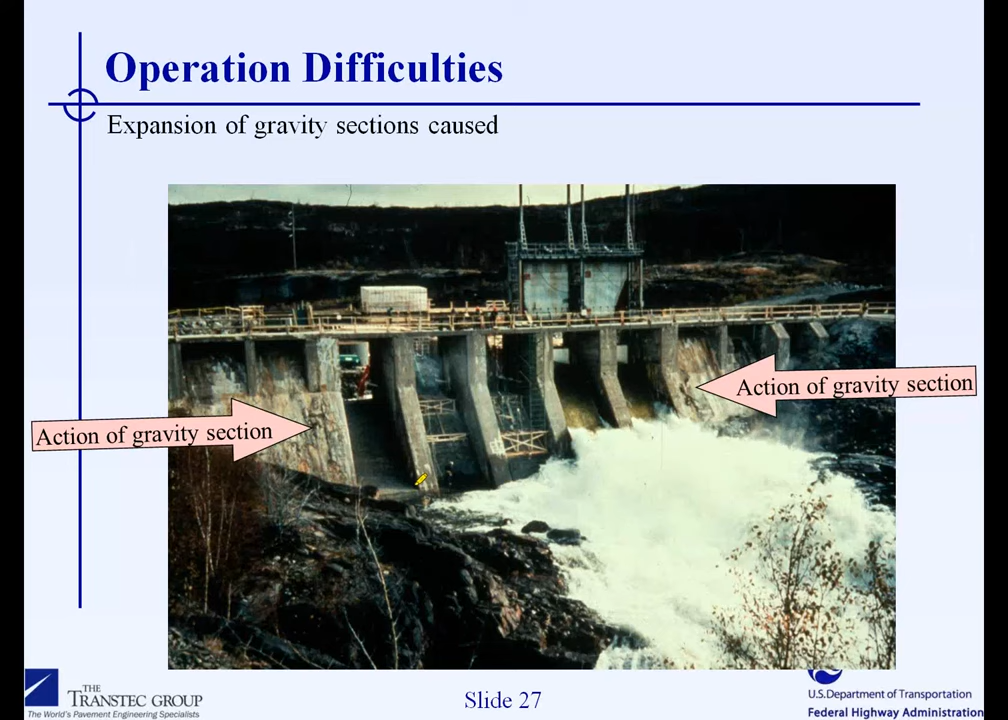 Operation Difficulties
Expansion of gravity sections caused
Action of gravity section
Action of gravity section
THE
TRANSTEC GROUP
The World's Pavement Engineering Specialists
Slide 27
U.S.Department of Transportation
Federal Highway Administration